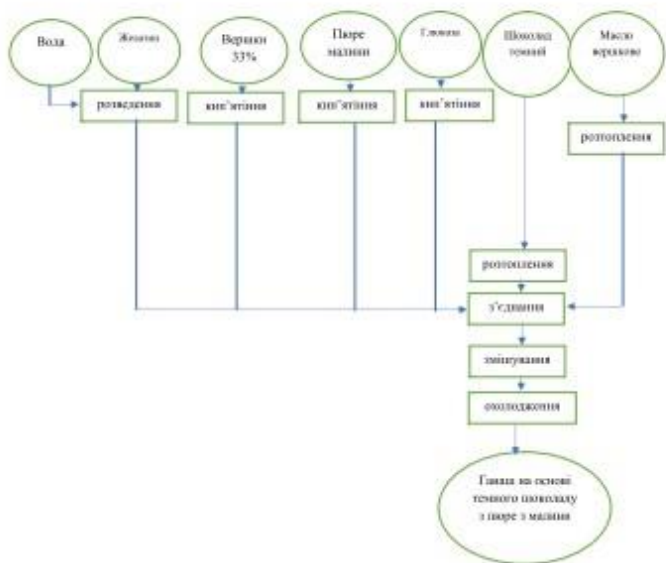 Вода
Желатин
Вершки
33%
Пюре
малини
Глюкоза
Шоколад
темний
Масло
вершкове
розведення
кип’ятіння
кип’ятіння
кип’ятіння
розтоплення
розтоплення
з’єднання
змішування
охолодження
Ганаш на основі
темного шоколаду
з пюре з малини